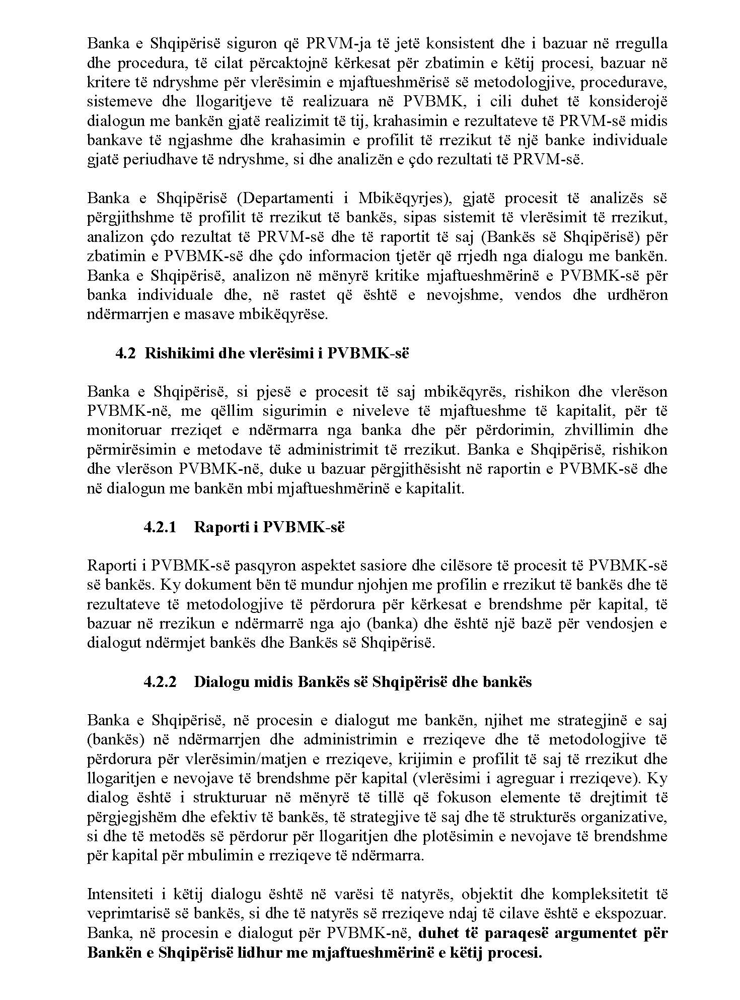 Banka e Shqipërisë siguron që PRVM-ja të jetë konsistent dhe i bazuar në rregulla
dhe procedura, të cilat përcaktojnë kërkesat për zbatimin e këtij procesi, bazuar në
kritere të ndryshme për vlerësimin e mjaftueshmërisë së metodologjive, procedurave,
sistemeve dhe llogaritjeve të realizuara në PVBMK, i cili duhet të konsiderojë
dialogun me bankën gjatë realizimit të tij, krahasimin e rezultateve të PRVM-së midis
bankave të ngjashme dhe krahasimin e profilit të rrezikut të një banke individuale
gjatë periudhave të ndryshme, si dhe analizën e çdo rezultati të PRVM-së.
Banka e Shqipërisë (Departamenti i Mbikëqyrjes), gjatë procesit të analizës së
përgjithshme të profilit të rrezikut të bankës, sipas sistemit të vlerësimit të rrezikut,
analizon çdo rezultat të PRVM-së dhe të raportit të saj (Bankës së Shqipërisë) për
zbatimin e PVBMK-së dhe çdo informacion tjetër që rrjedh nga dialogu me bankën.
Banka e Shqipërisë, analizon në mënyrë kritike mjaftueshmërinë e PVBMK-së për
banka individuale dhe, në rastet që është e nevojshme, vendos dhe urdhëron
ndërmarrjen e masave mbikëqyrëse.
4.2 Rishikimi dhe vlerësimi i PVBMK-së
Banka e Shqipërisë, si pjesë e procesit të saj mbikëqyrës, rishikon dhe vlerëson
PVBMK-në, me qëllim sigurimin e niveleve të mjaftueshme të kapitalit, për të
monitoruar rreziqet e ndërmarra nga banka dhe për përdorimin, zhvillimin dhe
përmirësimin e metodave të administrimit të rrezikut. Banka e Shqipërisë, rishikon
dhe vlerëson PVBMK-në, duke u bazuar përgjithësisht në raportin e PVBMK-së dhe
në dialogun me bankën mbi mjaftueshmërinë e kapitalit.
4.2.1 Raporti i PVBMK-së
Raporti i PVBMK-së pasqyron aspektet sasiore dhe cilësore të procesit të PVBMK-së
së bankës. Ky dokument bën të mundur njohjen me profilin e rrezikut të bankës dhe të
rezultateve të metodologjive të përdorura për kërkesat e brendshme për kapital, të
bazuar në rrezikun e ndërmarrë nga ajo (banka) dhe është një bazë për vendosjen e
dialogut ndërmjet bankës dhe Bankës së Shqipërisë.
4.2.2 Dialogu midis Bankës së Shqipërisë dhe bankës
Banka e Shqipërisë, në procesin e dialogut me bankën, njihet me strategjinë e saj
(bankës) në ndërmarrjen dhe administrimin e rreziqeve dhe të metodologjive të
përdorura për vlerësimin/matjen e rreziqeve, krijimin e profilit të saj të rrezikut dhe
llogaritjen e nevojave të brendshme për kapital (vlerësimi i agreguar i rreziqeve). Ky
dialog është i strukturuar në mënyrë të tillë që fokuson elemente të drejtimit të
përgjegjshëm dhe efektiv të bankës, të strategjive të saj dhe të strukturës organizative,
si dhe të metodës së përdorur për llogaritjen dhe plotësimin e nevojave të brendshme
për kapital për mbulimin e rreziqeve të ndërmarra.
Intensiteti i këtij dialogu është në varësi të natyrës, objektit dhe kompleksitetit të
veprimtarisë së bankës, si dhe të natyrës së rreziqeve ndaj të cilave është e ekspozuar.
Banka, në procesin e dialogut për PVBMK-në, duhet të paraqesë argumentet për
Bankën e Shqipërisë lidhur me mjaftueshmërinë e këtij procesi.